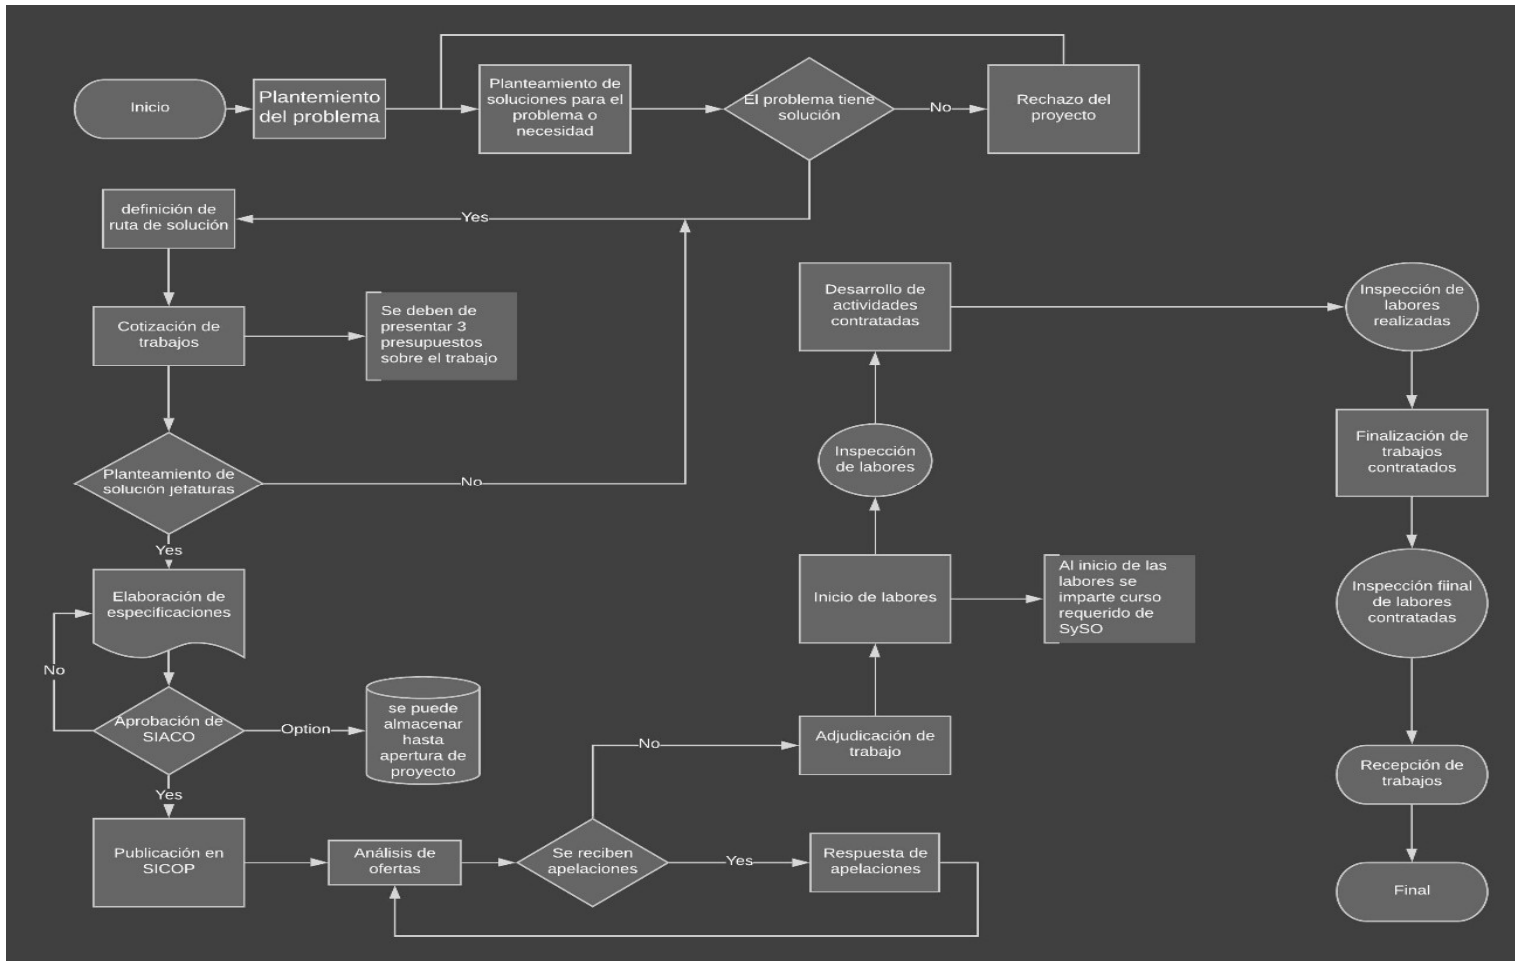 Inicio
Plantemiento
del problema
Planteamiento de
soluciones para el
problema o
necesidad
El problema tiene
solución
No
Rechazo del
proyecto
Yes
definición de
ruta de solución
Cotización de
trabajos
Se deben de
presentar 3
presupuestos
sobre el trabajo
Planteamiento de
solución jefaturas
No
Yes
Elaboración de
especificaciones
No
Aprobación de
SIACO
Option
se puede
almacenar
hasta
apertura de
proyecto
Yes
Publicación en
SICOP
Análisis de
ofertas
Se reciben
apelaciones
Yes
Respuesta de
apelaciones
No
Adjudicación de
trabajo
Inicio de labores
Al inicio de las
labores se
imparte curso
requerido de
SySO
Inspección
de labores
Desarrollo de
actividades
contratadas
Inspección de
labores
realizadas
Finalización de
trabajos
contratados
Inspección fiinal
de labores
contratadas
Recepción de
trabajos
Final